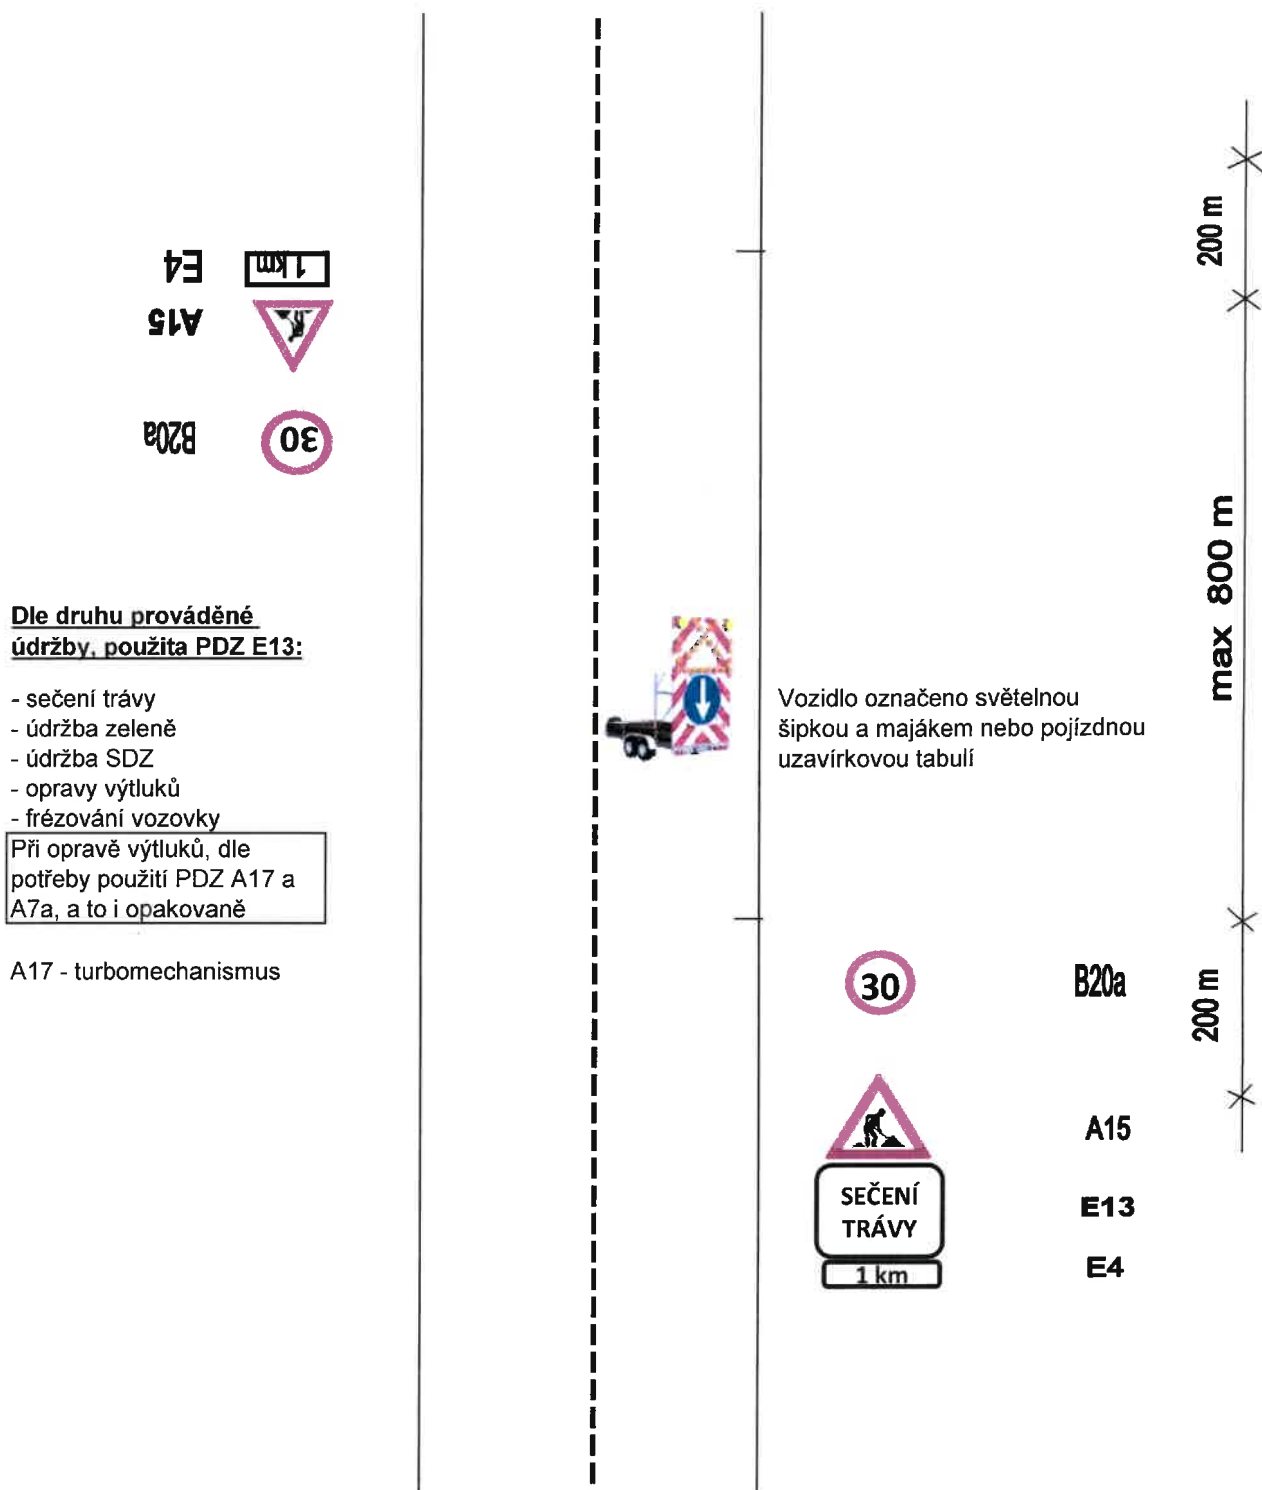 200 m
E4
1 km
A15
B20a
30
max 800 m
Dle druhu prováděné
údržby, použita PDZ E13:
- sečení trávy
- údržba zeleně
- údržba SDZ
- opravy výtluků
- frézování vozovky
Při opravě výtluků, dle
potřeby použití PDZ A17 a
A7a, a to i opakovaně
A17 - turbomechanismus
Vozidlo označeno světelnou
šipkou a majákem nebo pojízdnou
uzavírkovou tabulí
30
B20a
200 m
A15
SEČENÍ
TRÁVY
E13
1 km
E4